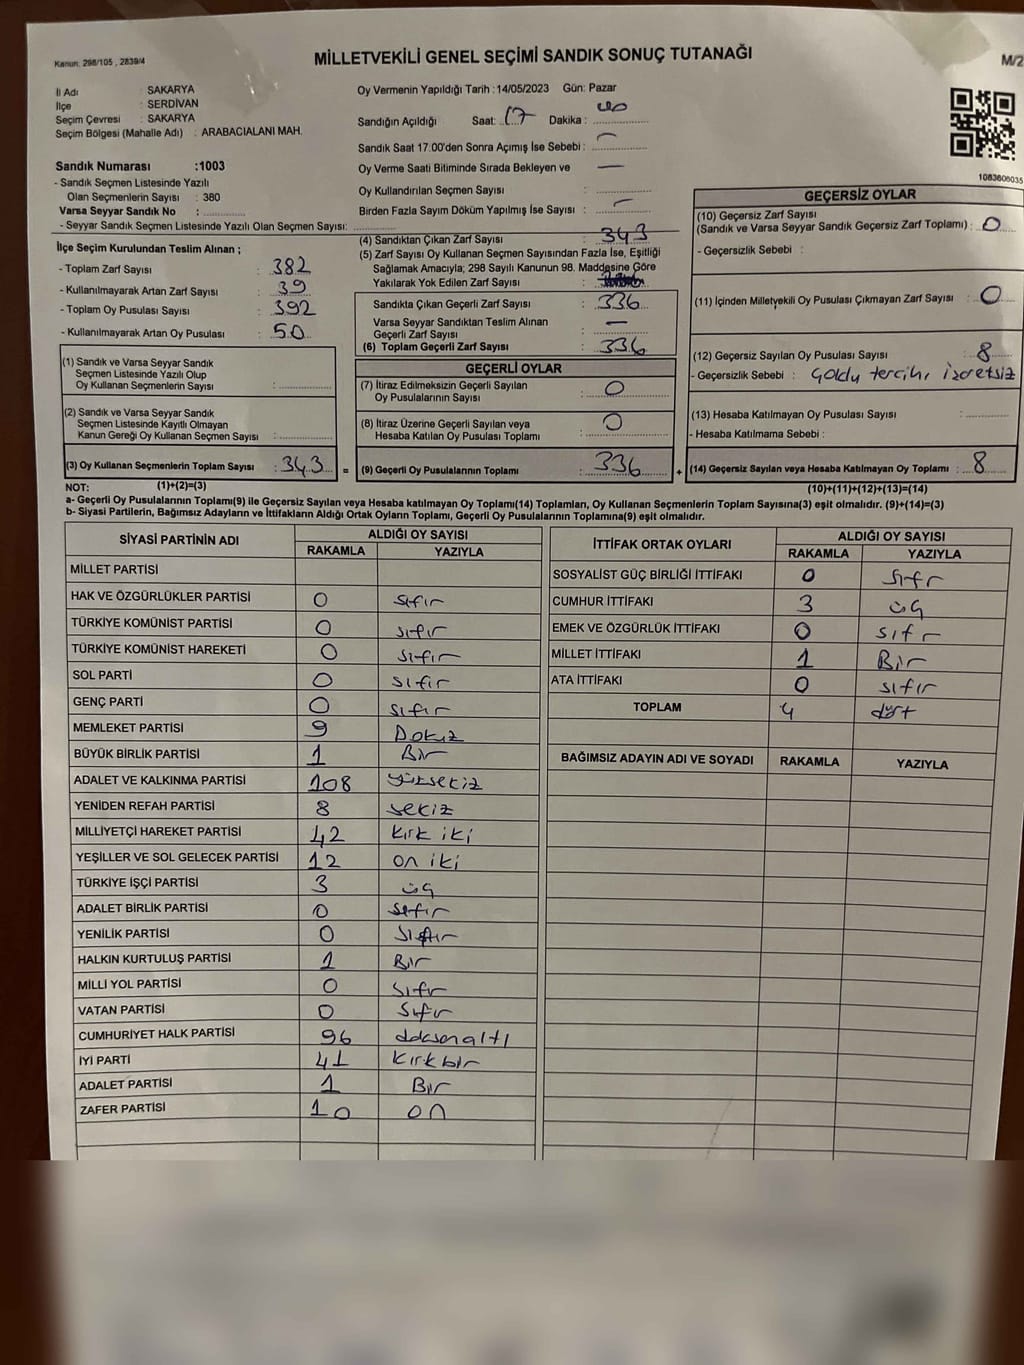 Kanun: 298/105 , 2839/4
MİLLETVEKİLİ GENEL SEÇİMİ SANDIK SONUÇ TUTANAĞI
M/2
İl Adı : SAKARYA
İlçe : SERDİVAN
Seçim Çevresi : SAKARYA
Seçim Bölgesi (Mahalle Adı) : ARABACIALANI MAH.
Sandık Numarası :1003
- Sandık Seçmen Listesinde Yazılı
Olan Seçmenlerin Sayısı : 380
Varsa Seyyar Sandık No :
- Seyyar Sandık Seçmen Listesinde Yazılı Olan Seçmen Sayısı:
Oy Vermenin Yapıldığı Tarih :14/05/2023 Gün: Pazar
Sandığın Açıldığı Saat: 17 Dakika :
Sandık Saat 17:00'den Sonra Açımış İse Sebebi : —
Oy Verme Saati Bitiminde Sırada Bekleyen ve —
Oy Kullandırılan Seçmen Sayısı :
Birden Fazla Sayım Döküm Yapılmış İse Sayısı : —
1083606035
İlçe Seçim Kurulundan Teslim Alınan ;
- Toplam Zarf Sayısı : 382
- Kullanılmayarak Artan Zarf Sayısı : 39
- Toplam Oy Pusulası Sayısı : 392
- Kullanılmayarak Artan Oy Pusulası : 50
(4) Sandıktan Çıkan Zarf Sayısı : 343
(5) Zarf Sayısı Oy Kullanan Seçmen Sayısından Fazla İse, Eşitliği
Sağlamak Amacıyla; 298 Sayılı Kanunun 98. Maddesine Göre
Yakılarak Yok Edilen Zarf Sayısı :
Sandıkta Çıkan Geçerli Zarf Sayısı : 336
Varsa Seyyar Sandıktan Teslim Alınan —
Geçerli Zarf Sayısı :
(6) Toplam Geçerli Zarf Sayısı : 336
GEÇERSİZ OYLAR
(10) Geçersiz Zarf Sayısı
(Sandık ve Varsa Seyyar Sandık Geçersiz Zarf Toplamı) : 0
- Geçersizlik Sebebi :
(11) İçinden Milletvekili Oy Pusulası Çıkmayan Zarf Sayısı : 0
(12) Geçersiz Sayılan Oy Pusulası Sayısı : 8
- Geçersizlik Sebebi : tercihi
(13) Hesaba Katılmayan Oy Pusulası Sayısı :
- Hesaba Katılmama Sebebi :
(14) Geçersiz Sayılan veya Hesaba Katılmayan Oy Toplamı : 8
(1) Sandık ve Varsa Seyyar Sandık
Seçmen Listesinde Yazılı Olup
Oy Kullanan Seçmenlerin Sayısı :
(2) Sandık ve Varsa Seyyar Sandık
Seçmen Listesinde Kayıtlı Olmayan
Kanun Gereği Oy Kullanan Seçmen Sayısı :
(3) Oy Kullanan Seçmenlerin Toplam Sayısı : 343 =
GEÇERLİ OYLAR
(7) İtiraz Edilmeksizin Geçerli Sayılan
Oy Pusulalarının Sayısı : 0
(8) İtiraz Üzerine Geçerli Sayılan veya
Hesaba Katılan Oy Pusulası Toplamı : 0
(9) Geçerli Oy Pusulalarının Toplamı : 336 +
NOT: (1)+(2)=(3)
(10)+(11)+(12)+(13)=(14)
a- Geçerli Oy Pusulalarının Toplamı(9) ile Geçersiz Sayılan veya Hesaba katılmayan Oy Toplamı(14) Toplamları, Oy Kullanan Seçmenlerin Toplam Sayısına(3) eşit olmalıdır. (9)+(14)=(3)
b- Siyasi Partilerin, Bağımsız Adayların ve İttifakların Aldığı Ortak Oyların Toplamı, Geçerli Oy Pusulalarının Toplamına(9) eşit olmalıdır.
SİYASİ PARTİNİN ADI ALDIĞI OY SAYISI
RAKAMLA YAZIYLA
MİLLET PARTİSİ
HAK VE ÖZGÜRLÜKLER PARTİSİ 0 sıfır
TÜRKİYE KOMÜNİST PARTİSİ 0 sıfır
TÜRKİYE KOMÜNİST HAREKETİ 0 sıfır
SOL PARTİ 0 sıfır
GENÇ PARTİ 0 sıfır
MEMLEKET PARTİSİ 9 Dokuz
BÜYÜK BİRLİK PARTİSİ 1 Bir
ADALET VE KALKINMA PARTİSİ 108 yüzsekiz
YENİDEN REFAH PARTİSİ 8 sekiz
MİLLİYETÇİ HAREKET PARTİSİ 42 kırk iki
YEŞİLLER VE SOL GELECEK PARTİSİ 12 on iki
TÜRKİYE İŞÇİ PARTİSİ 3 üç
ADALET BİRLİK PARTİSİ 0 sıfır
YENİLİK PARTİSİ 0 sıfır
HALKIN KURTULUŞ PARTİSİ 1 Bir
MİLLİ YOL PARTİSİ 0 sıfır
VATAN PARTİSİ 0 sıfır
CUMHURİYET HALK PARTİSİ 96 doksanaltı
İYİ PARTİ 41 kırkbir
ADALET PARTİSİ 1 Bir
ZAFER PARTİSİ 10 on
İTTİFAK ORTAK OYLARI ALDIĞI OY SAYISI
RAKAMLA YAZIYLA
SOSYALİST GÜÇ BİRLİĞİ İTTİFAKI 0 sıfır
CUMHUR İTTİFAKI 3 üç
EMEK VE ÖZGÜRLÜK İTTİFAKI 0 sıfır
MİLLET İTTİFAKI 1 Bir
ATA İTTİFAKI 0 sıfır
TOPLAM 4 dört
BAĞIMSIZ ADAYIN ADI VE SOYADI RAKAMLA YAZIYLA